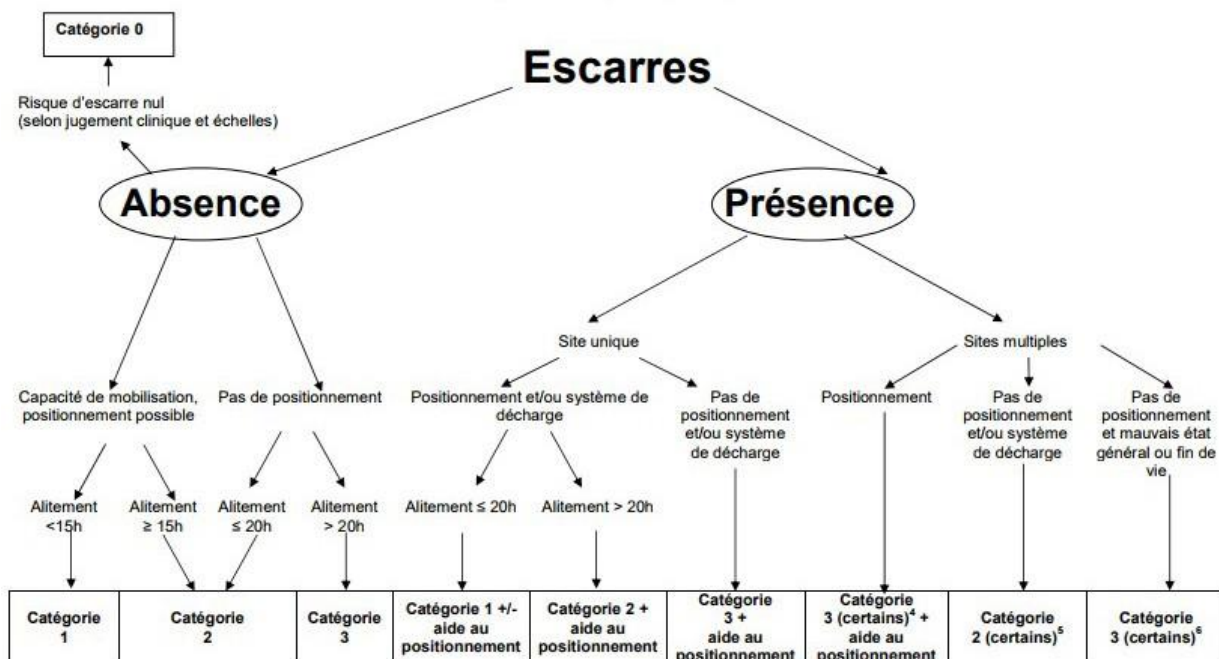 Catégorie 0
Escarres
Risque d'escarre nul
(selon jugement clinique et échelles)
Absence
Présence
Site unique
Sites multiples
Capacité de mobilisation,
positionnement possible
Pas de positionnement
Positionnement et/ou système de
décharge
Pas de
positionnement
et/ou système
de décharge
Positionnement
Pas de
positionnement
et/ou système de
décharge
Pas de
positionnement
et mauvais état
général ou fin de
vie
Alitement
<15h
Alitement
≥ 15h
Alitement
≤ 20h
Alitement
> 20h
Alitement ≤ 20h
Alitement > 20h
Catégorie
1
Catégorie
2
Catégorie
3
Catégorie 1 +/-
aide au
positionnement
Catégorie 2 +
aide au
positionnement
Catégorie
3 +
aide au
positionnement
Catégorie
3 (certains)⁴ +
aide au
positionnement
Catégorie
2 (certains)⁵
Catégorie
3 (certains)⁶